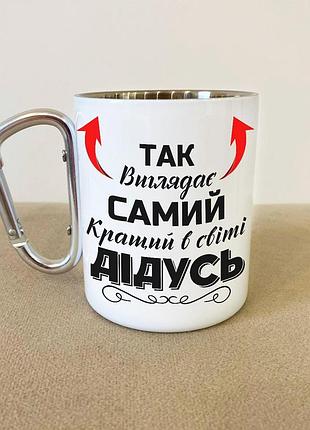 ТАК
Виглядає
САМИЙ
Кращий в світі
ДІДУСЬ